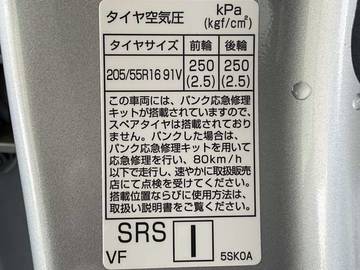 タイヤ空気圧 kPa
(kgf/cm²)
タイヤサイズ 前輪 後輪
205/55R16 91V 250 250
(2.5) (2.5)
この車両には、パンク応急修理
キットが搭載されていますので、
スペアタイヤは搭載されており
ません。パンクした場合は、
パンク応急修理キットを用いて
応急修理を行い、80km/h
以下で走行し、速やかに取扱販売
店にて点検を受けてください。
搭載位置ならびに使用方法は、
取扱い説明書をご覧ください。
SRS I
VF 5SK0A